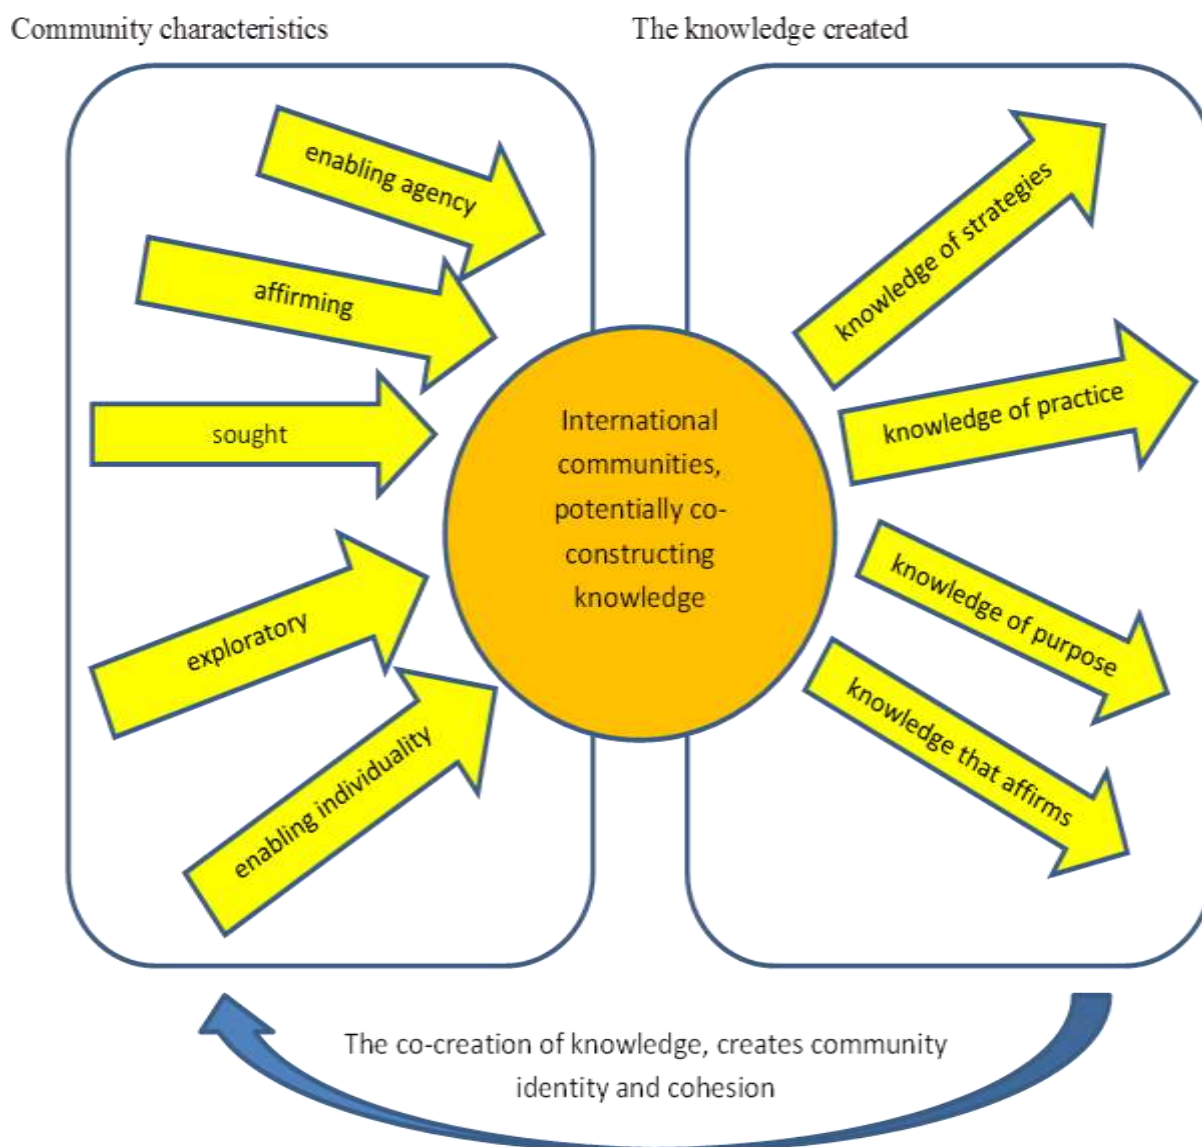 Community characteristics
The knowledge created
enabling agency
affirming
sought
exploratory
enabling individuality
International
communities,
potentially co-
constructing
knowledge
knowledge of strategies
knowledge of practice
knowledge of purpose
knowledge that affirms
The co-creation of knowledge, creates community
identity and cohesion